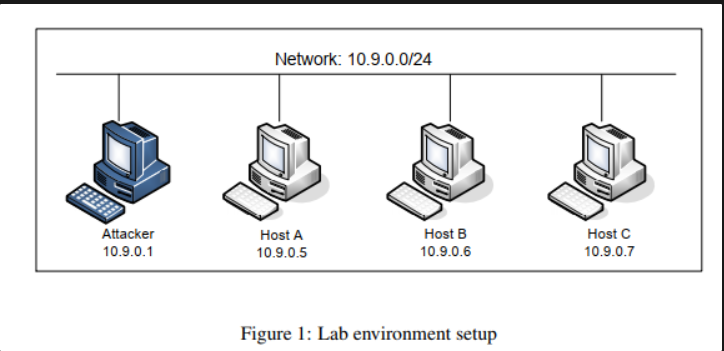 Network: 10.9.0.0/24
Attacker
10.9.0.1
Host A
10.9.0.5
Host B
10.9.0.6
Host C
10.9.0.7
Figure 1: Lab environment setup